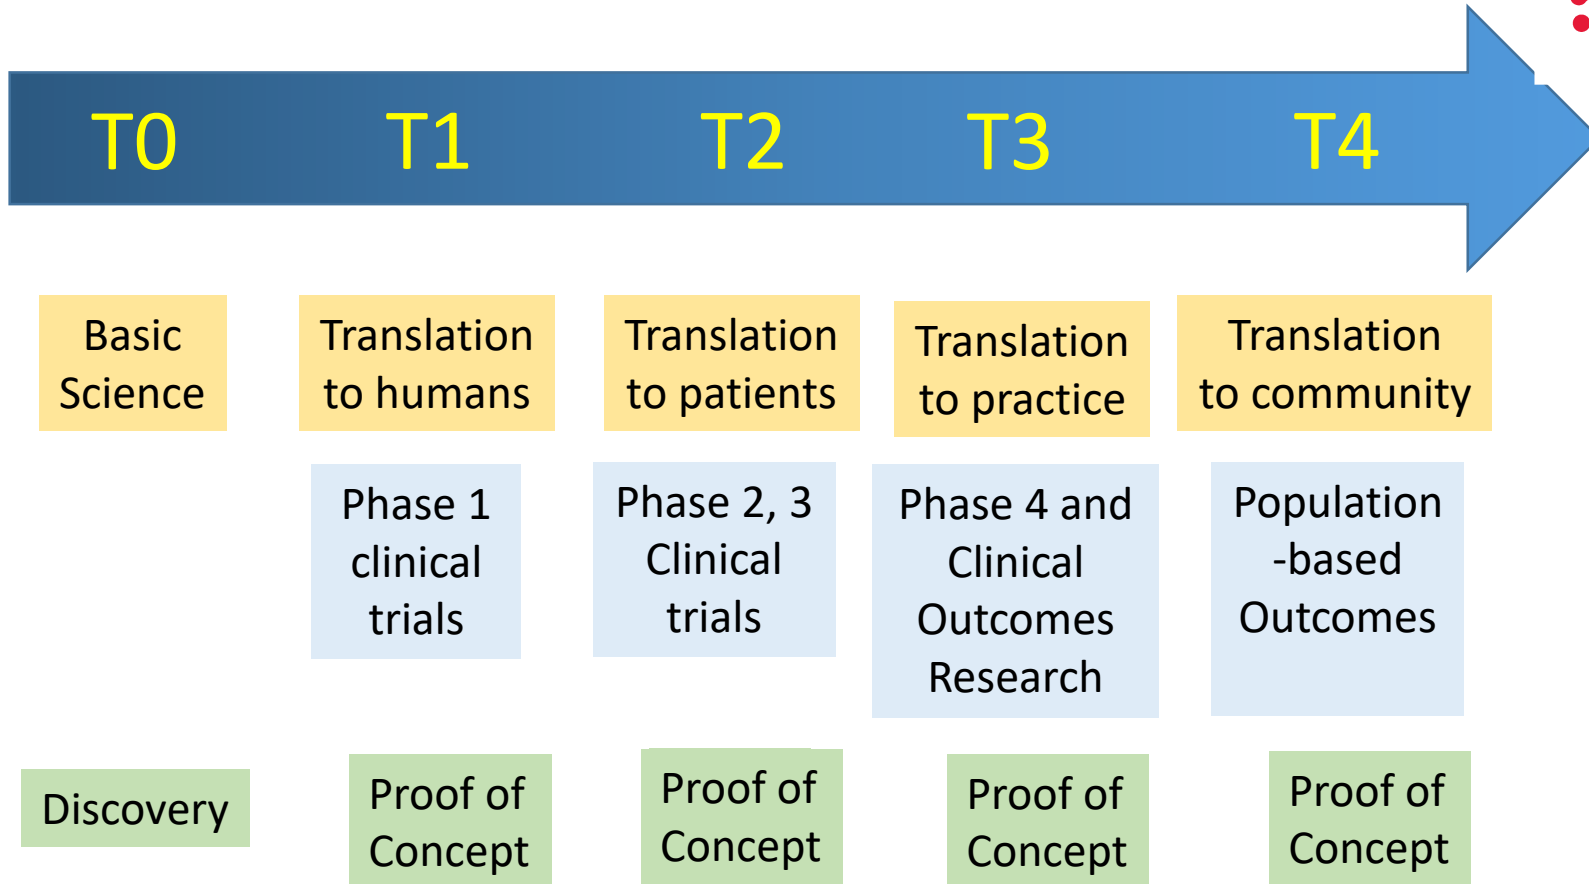 T0
T1
T2
T3
T4
Basic
Science
Translation
to humans
Translation
to patients
Translation
to practice
Translation
to community
Phase 1
clinical
trials
Phase 2, 3
Clinical
trials
Phase 4 and
Clinical
Outcomes
Research
Population
-based
Outcomes
Discovery
Proof of
Concept
Proof of
Concept
Proof of
Concept
Proof of
Concept